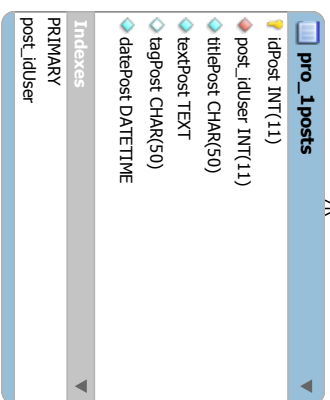 pro_1posts
idPost INT(11)
post_idUser INT(11)
titlePost CHAR(50)
textPost TEXT
tagPost CHAR(50)
datePost DATETIME
Indexes
PRIMARY
post_idUser